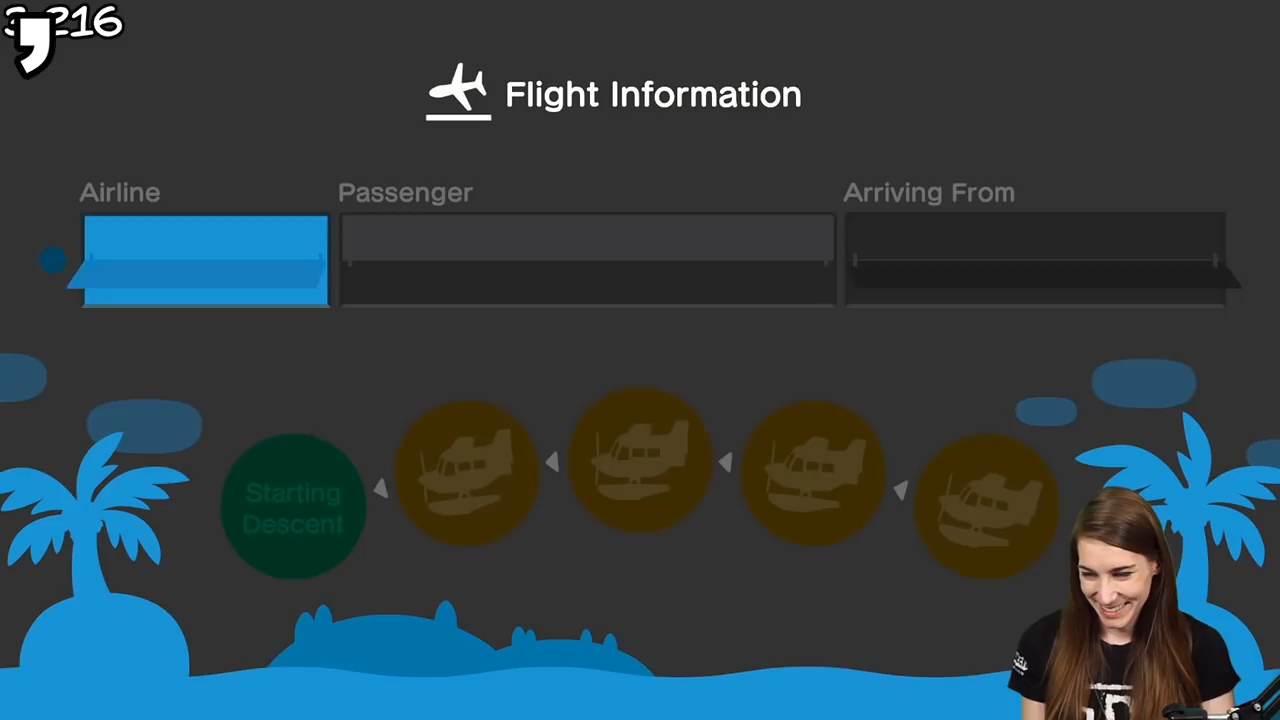 Flight Information
Airline
Passenger
Arriving From
Starting
Descent